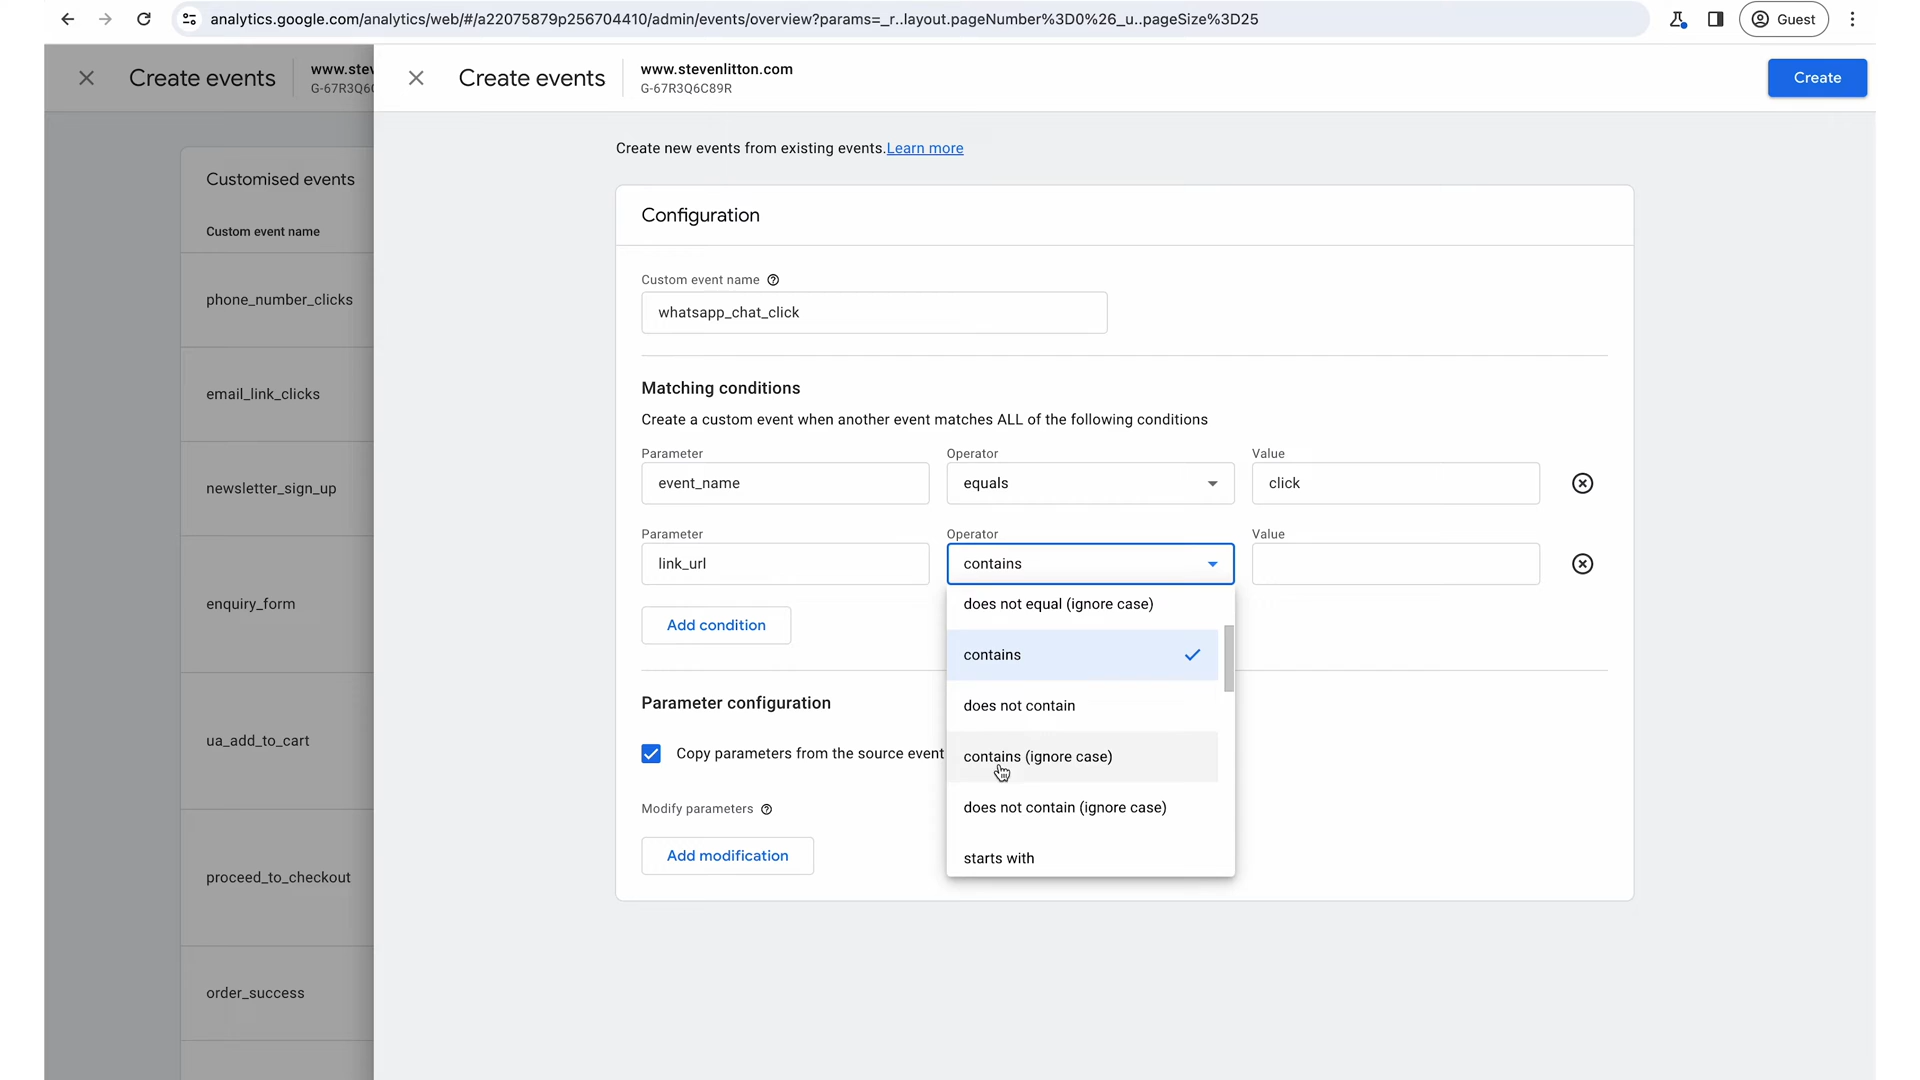 analytics.google.com/analytics/web/#/a22075879p256704410/admin/events/overview?params=_r..layout.pageNumber%3D0%26_u..pageSize%3D25
Guest
Create events
www.stev
G-67R3Q6C
Create events
www.stevenlitton.com
G-67R3Q6C89R
Create
Create new events from existing events.Learn more
Customised events
Custom event name
phone_number_clicks
email_link_clicks
newsletter_sign_up
enquiry_form
ua_add_to_cart
proceed_to_checkout
order_success
Configuration
Custom event name
whatsapp_chat_click
Matching conditions
Create a custom event when another event matches ALL of the following conditions
Parameter Operator Value
event_name equals click
Parameter Operator Value
link_url contains
does not equal (ignore case)
contains
does not contain
contains (ignore case)
does not contain (ignore case)
starts with
Add condition
Parameter configuration
Copy parameters from the source event
Modify parameters
Add modification